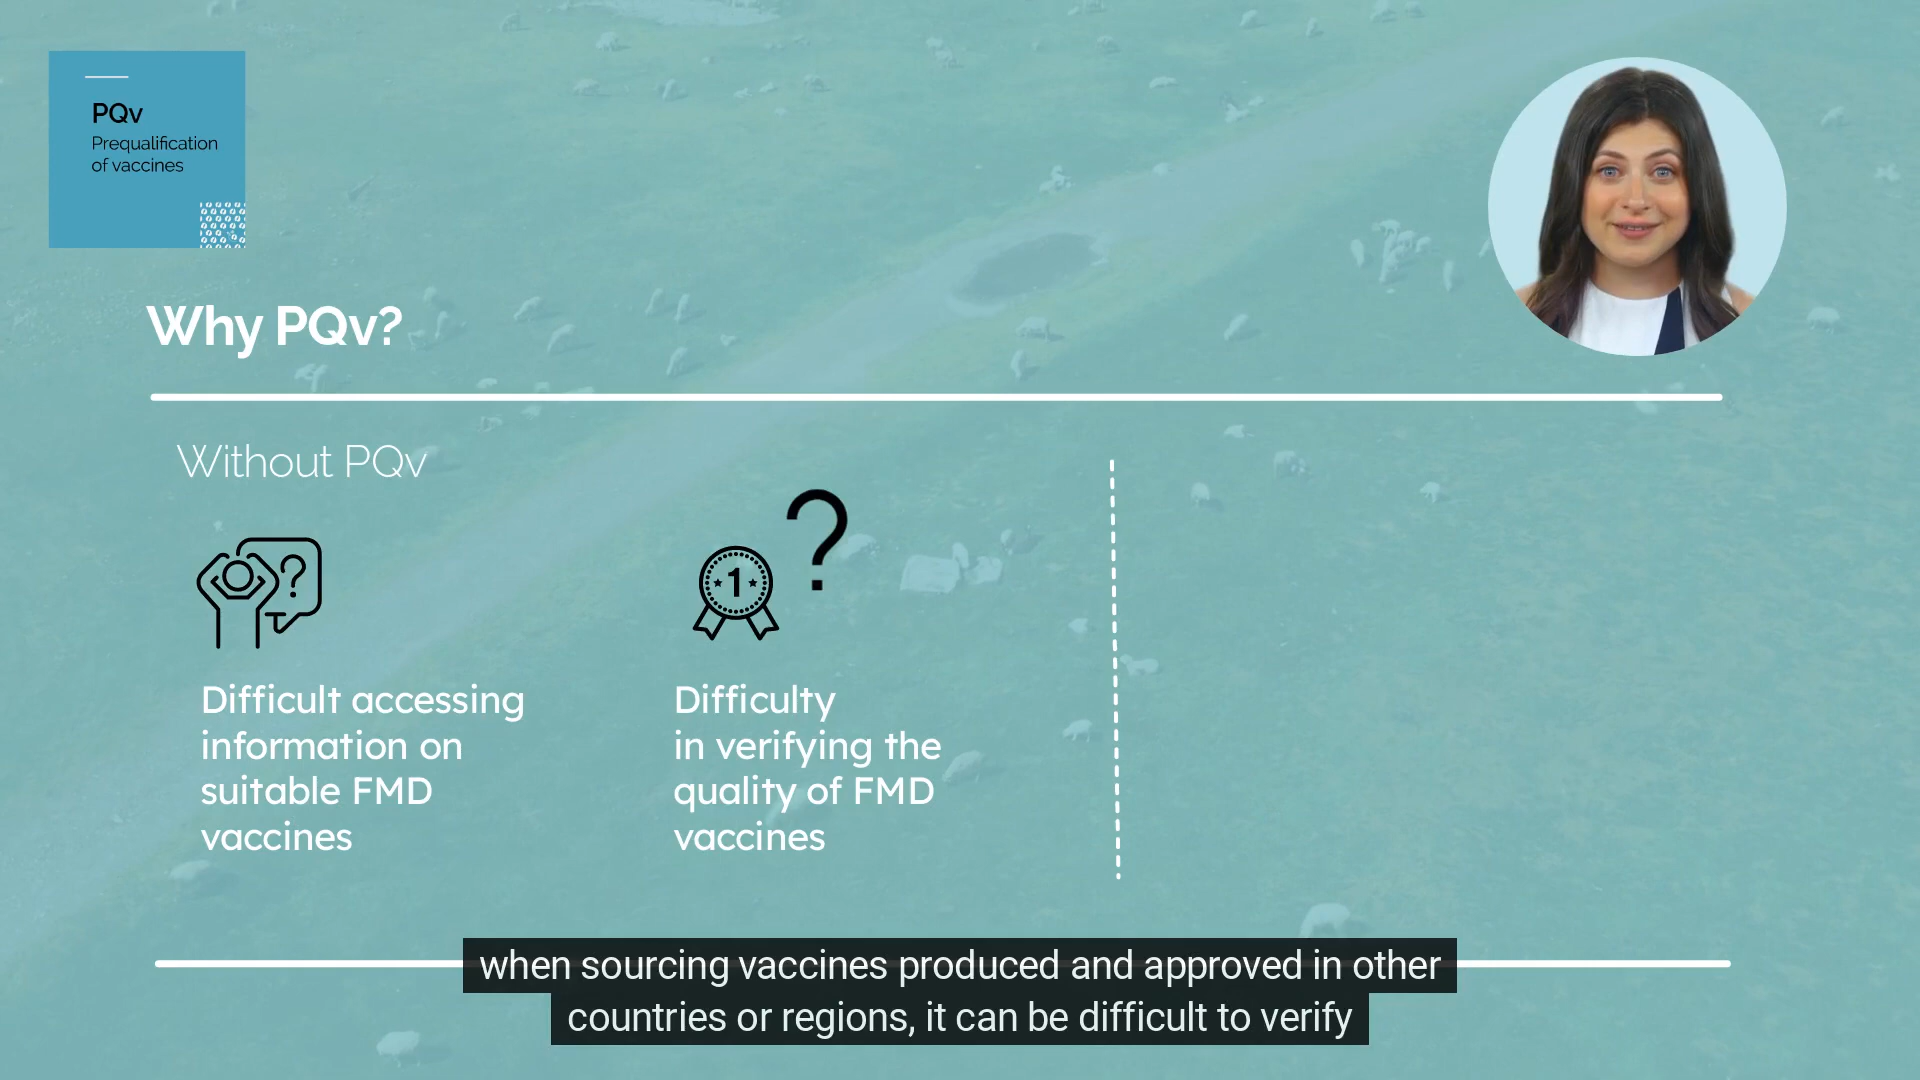 PQv
Prequalification
of vaccines
Why PQv?
Without PQv
?
?
1
Difficult accessing
information on
suitable FMD
vaccines
Difficulty
in verifying the
quality of FMD
vaccines
when sourcing vaccines produced and approved in other
countries or regions, it can be difficult to verify